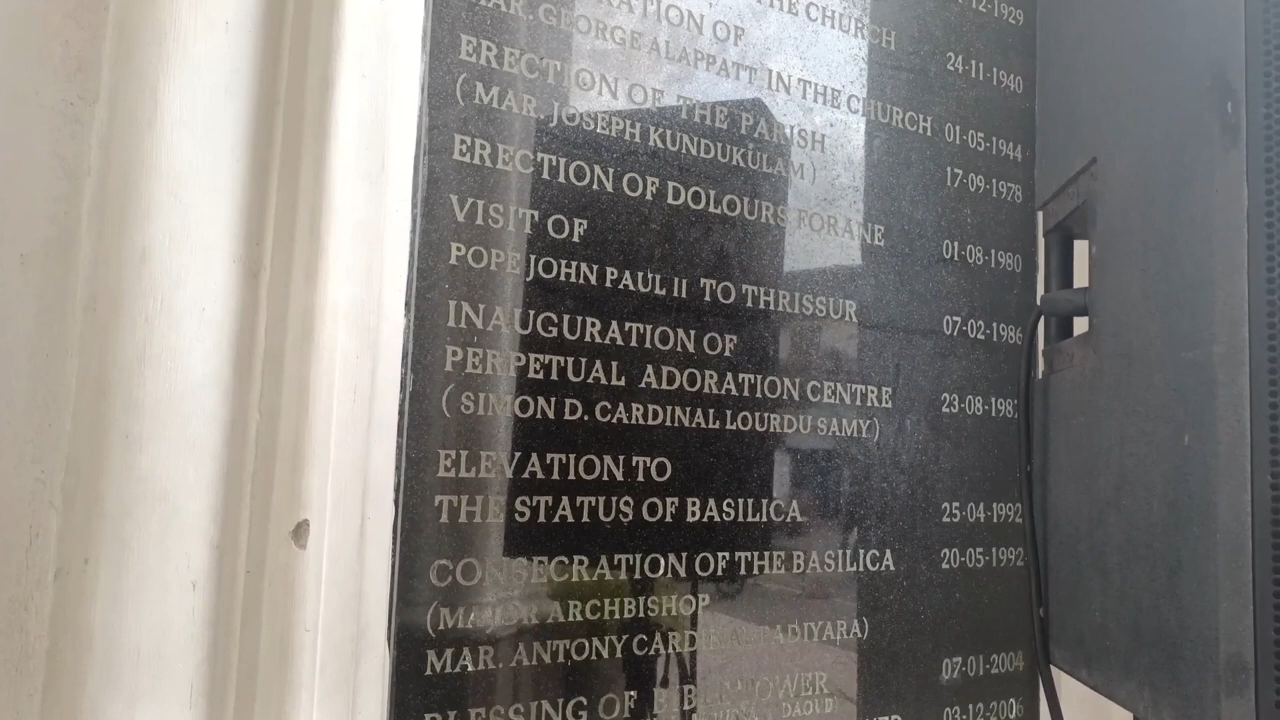 THE CHURCH 12-1929
RATION OF
MAR. GEORGE ALAPPATT IN THE CHURCH 24-11-1940
ERECTION OF THE PARISH 01-05-1944
(MAR. JOSEPH KUNDUKULAM) 17-09-1978
ERECTION OF DOLOURS FORANE 01-08-1980
VISIT OF
POPE JOHN PAUL II TO THRISSUR 07-02-1986
INAUGURATION OF
PERPETUAL ADORATION CENTRE 23-08-1987
( SIMON D. CARDINAL LOURDU SAMY)
ELEVATION TO
THE STATUS OF BASILICA 25-04-1992
CONSECRATION OF THE BASILICA 20-05-1992
(MAJOR ARCHBISHOP
MAR. ANTONY CARDINAL PADIYARA)
07-01-2004
BLESSING OF BIBLE TOWER 03-12-2006
DAOUD)